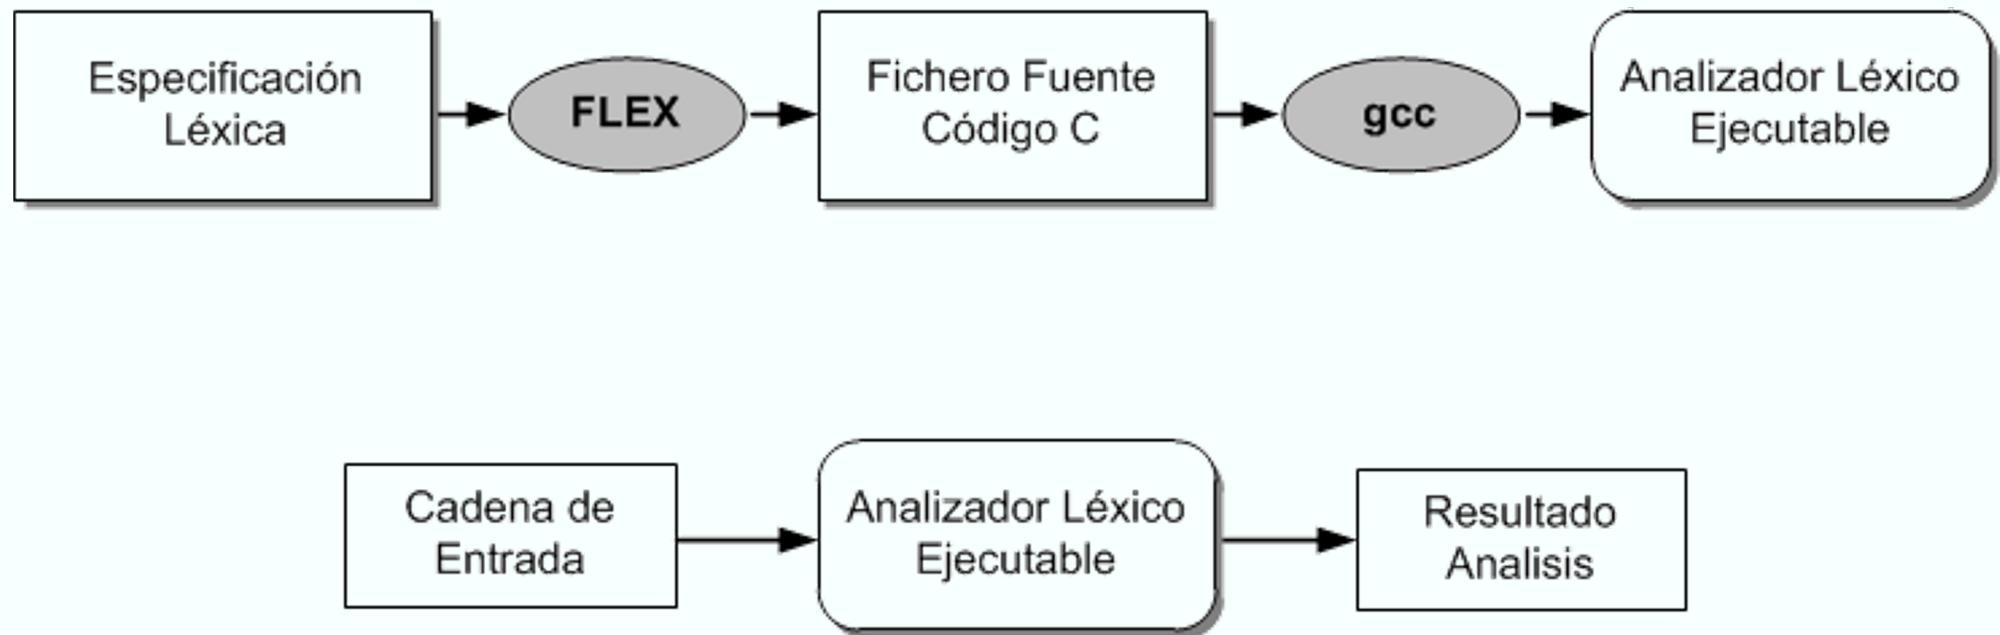 Especificación
Léxica
FLEX
Fichero Fuente
Código C
gcc
Analizador Léxico
Ejecutable
Cadena de
Entrada
Analizador Léxico
Ejecutable
Resultado
Analisis